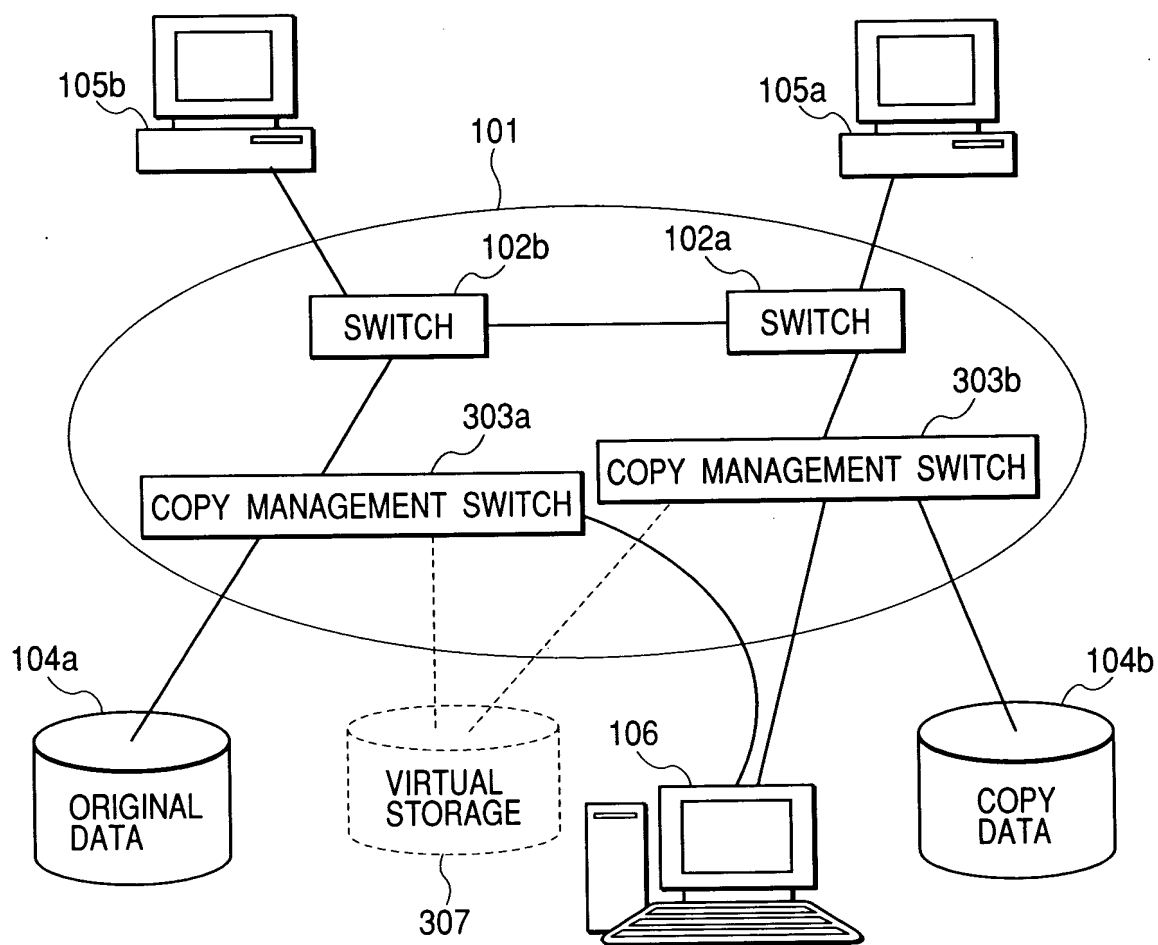 105b
105a
101
102b
102a
SWITCH
SWITCH
303a
303b
COPY MANAGEMENT SWITCH
COPY MANAGEMENT SWITCH
104a
104b
106
ORIGINAL
DATA
VIRTUAL
STORAGE
COPY
DATA
307